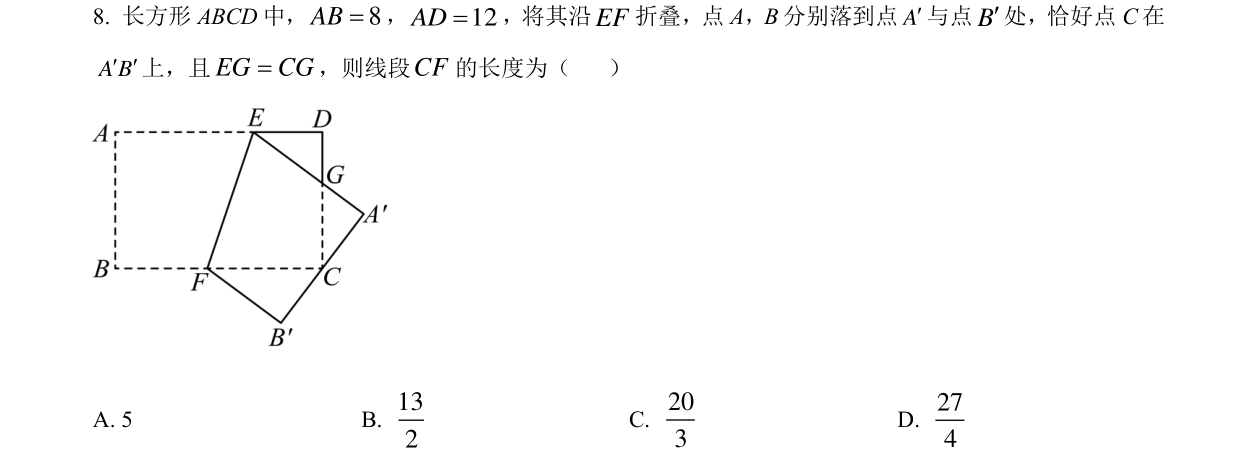 8. 长方形 ABCD 中，AB = 8，AD = 12，将其沿 EF 折叠，点 A，B 分别落到点 A′ 与点 B′ 处，恰好点 C 在
A′B′ 上，且 EG = CG，则线段 CF 的长度为（　　）
E D
A
G
A′
B F C
B′
A. 5 B. 13/2 C. 20/3 D. 27/4